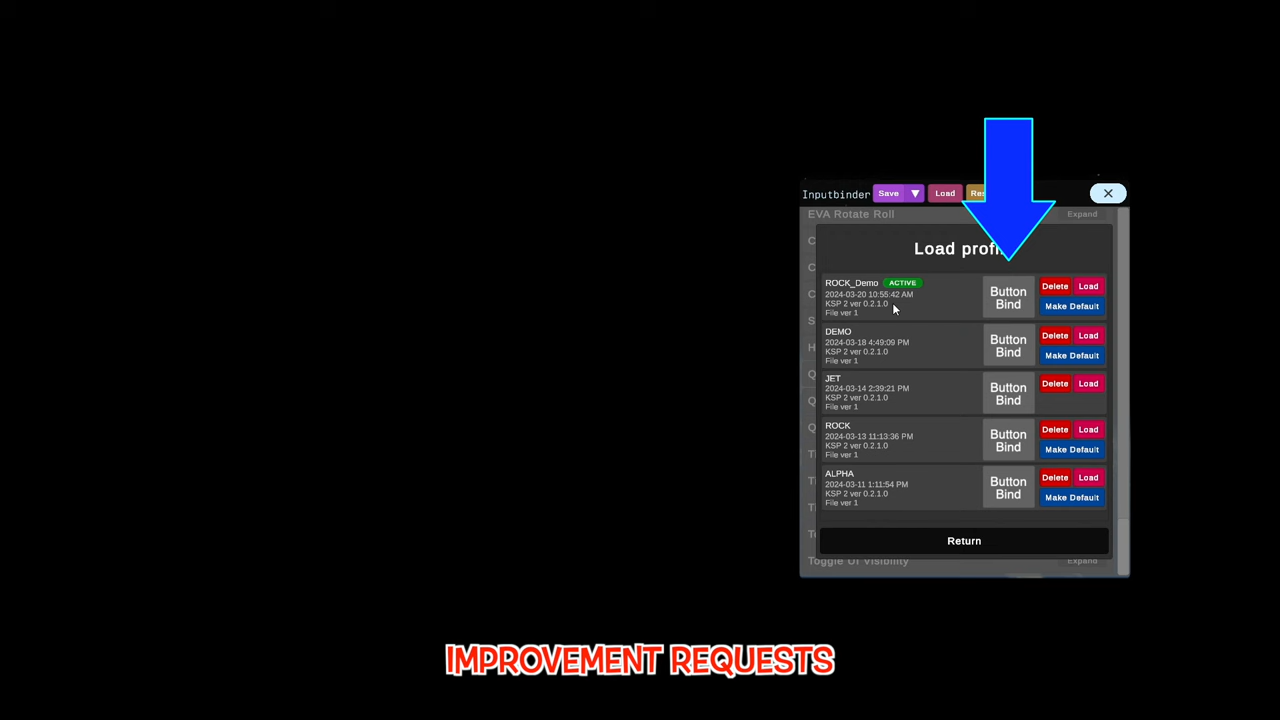 Inputbinder Save Load
EVA Rotate Roll Expand
Load
ROCK_Demo ACTIVE
2024-03-20 10:55:42 AM
KSP 2 ver 0.2.1.0
File ver 1
Button
Bind
Delete Load
Make Default
DEMO
2024-03-18 4:49:09 PM
KSP 2 ver 0.2.1.0
File ver 1
Button
Bind
Delete Load
Make Default
JET
2024-03-14 2:39:21 PM
KSP 2 ver 0.2.1.0
File ver 1
Button
Bind
Delete Load
ROCK
2024-03-13 11:13:36 PM
KSP 2 ver 0.2.1.0
File ver 1
Button
Bind
Delete Load
Make Default
ALPHA
2024-03-11 1:11:54 PM
KSP 2 ver 0.2.1.0
File ver 1
Button
Bind
Delete Load
Make Default
Return
Toggle UI Visibility Expand
IMPROVEMENT REQUESTS